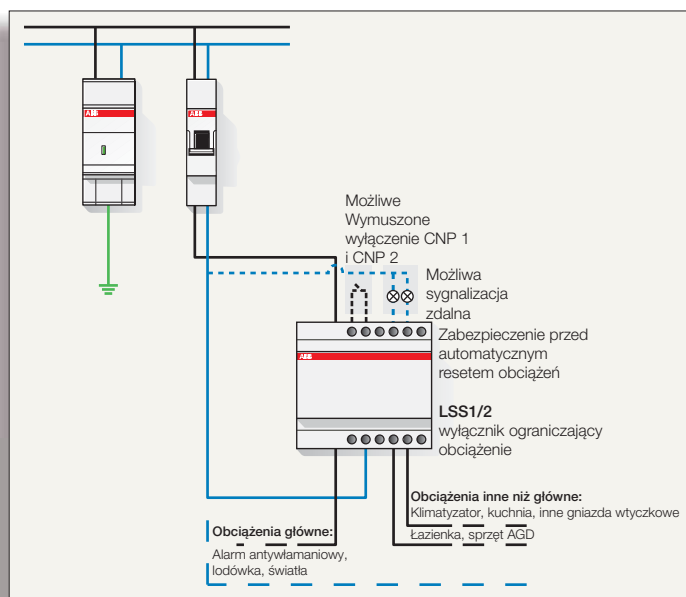 ABB
ABB
Możliwe
Wymuszone
wyłączenie CNP 1
i CNP 2
Możliwa
sygnalizacja
zdalna
Zabezpieczenie przed
automatycznym
resetem obciążeń
ABB
LSS1/2
wyłącznik ograniczający
obciążenie
Obciążenia inne niż główne:
Klimatyzator, kuchnia, inne gniazda wtyczkowe
Łazienka, sprzęt AGD
Obciążenia główne:
Alarm antywłamaniowy,
lodówka, światła